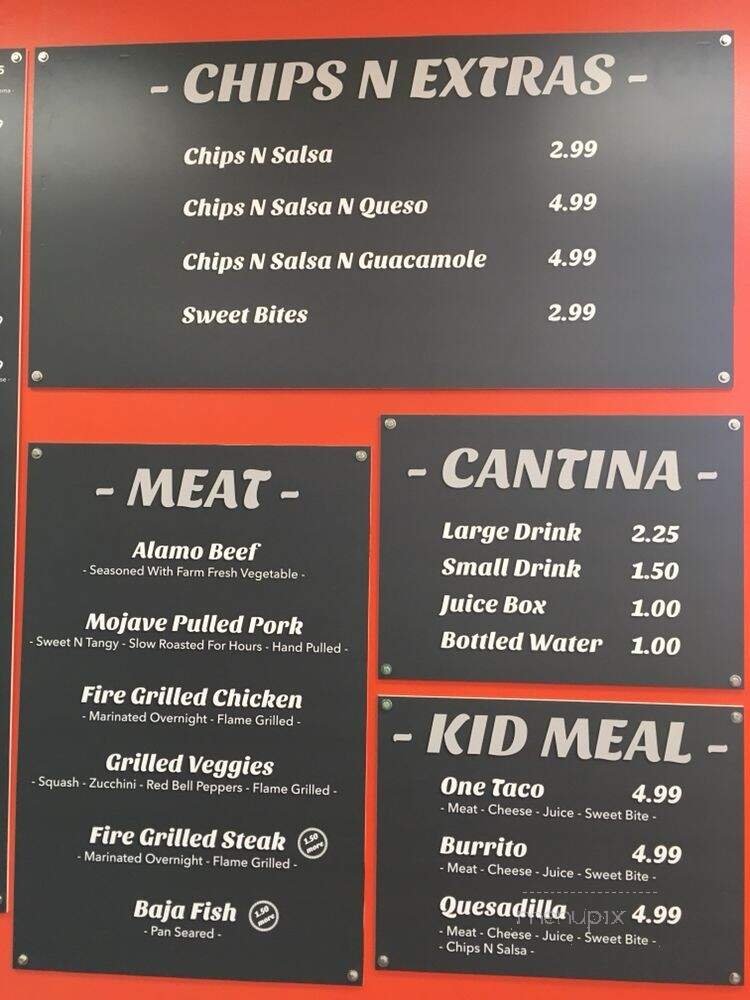 - CHIPS N EXTRAS -
Chips N Salsa 2.99
Chips N Salsa N Queso 4.99
Chips N Salsa N Guacamole 4.99
Sweet Bites 2.99
- MEAT -
Alamo Beef
- Seasoned With Farm Fresh Vegetable -
Mojave Pulled Pork
- Sweet N Tangy - Slow Roasted For Hours - Hand Pulled -
Fire Grilled Chicken
- Marinated Overnight - Flame Grilled -
Grilled Veggies
- Squash - Zucchini - Red Bell Peppers - Flame Grilled -
Fire Grilled Steak 1.50 more
- Marinated Overnight - Flame Grilled -
Baja Fish 1.50 more
- Pan Seared -
- CANTINA -
Large Drink 2.25
Small Drink 1.50
Juice Box 1.00
Bottled Water 1.00
- KID MEAL -
One Taco 4.99
- Meat - Cheese - Juice - Sweet Bite -
Burrito 4.99
- Meat - Cheese - Juice - Sweet Bite -
Quesadilla 4.99
menupix
- Meat - Cheese - Juice - Sweet Bite -
- Chips N Salsa -